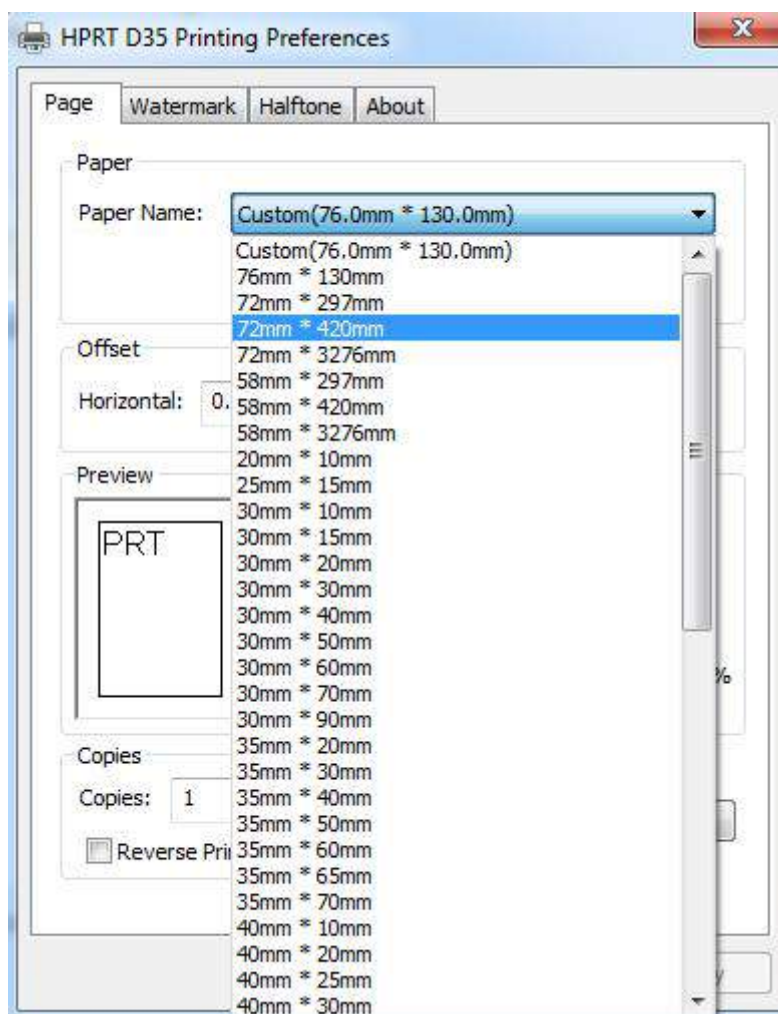 HPRT D35 Printing Preferences
Page Watermark Halftone About
Paper
Paper Name: Custom(76.0mm * 130.0mm)
Custom(76.0mm * 130.0mm)
76mm * 130mm
72mm * 297mm
72mm * 420mm
Offset
72mm * 3276mm
58mm * 297mm
Horizontal: 0.
58mm * 420mm
58mm * 3276mm
20mm * 10mm
Preview
25mm * 15mm
30mm * 10mm
PRT
30mm * 15mm
30mm * 20mm
30mm * 30mm
30mm * 40mm
30mm * 50mm
30mm * 60mm
%
30mm * 70mm
30mm * 90mm
35mm * 20mm
Copies
35mm * 30mm
Copies: 1
35mm * 40mm
35mm * 50mm
Reverse Pri
35mm * 60mm
35mm * 65mm
35mm * 70mm
40mm * 10mm
40mm * 20mm
40mm * 25mm
40mm * 30mm